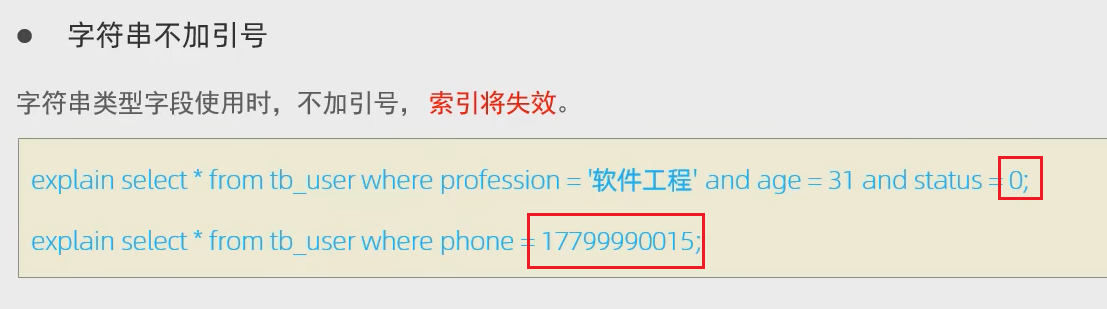 ● 字符串不加引号
字符串类型字段使用时，不加引号，索引将失效。
explain select * from tb_user where profession = '软件工程' and age = 31 and status = 0;
explain select * from tb_user where phone = 17799990015;